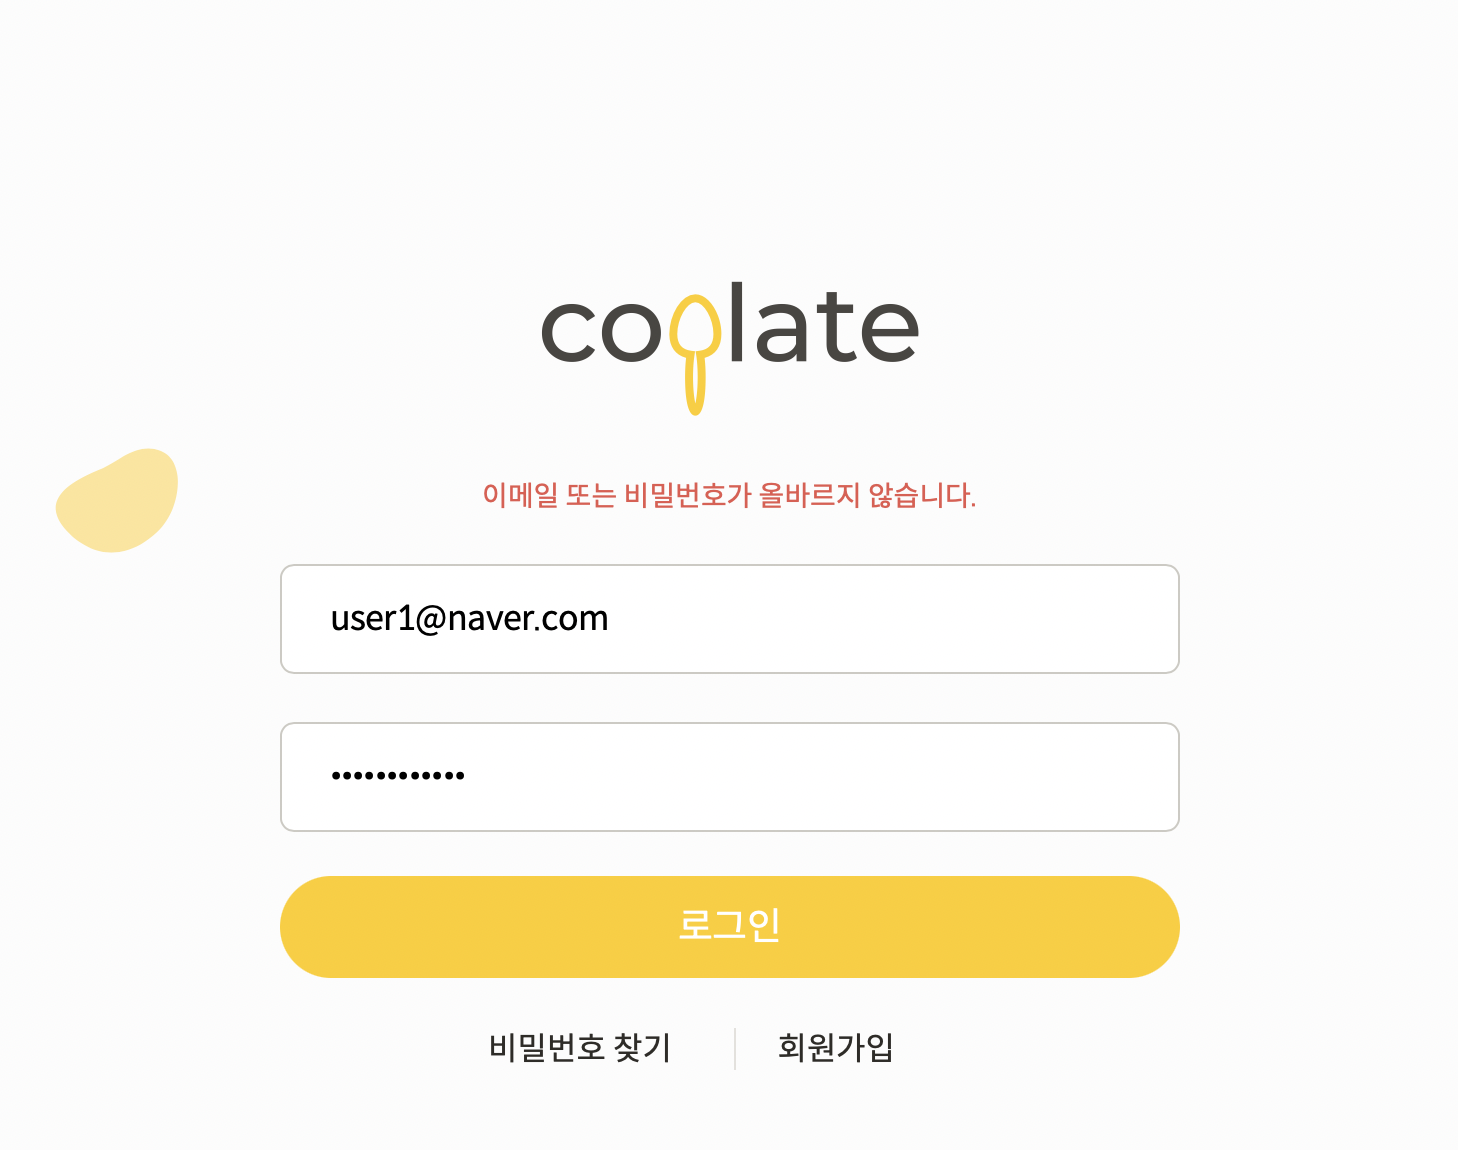 coolate
이메일 또는 비밀번호가 올바르지 않습니다.
user1@naver.com
••••••••••••
로그인
비밀번호 찾기
회원가입